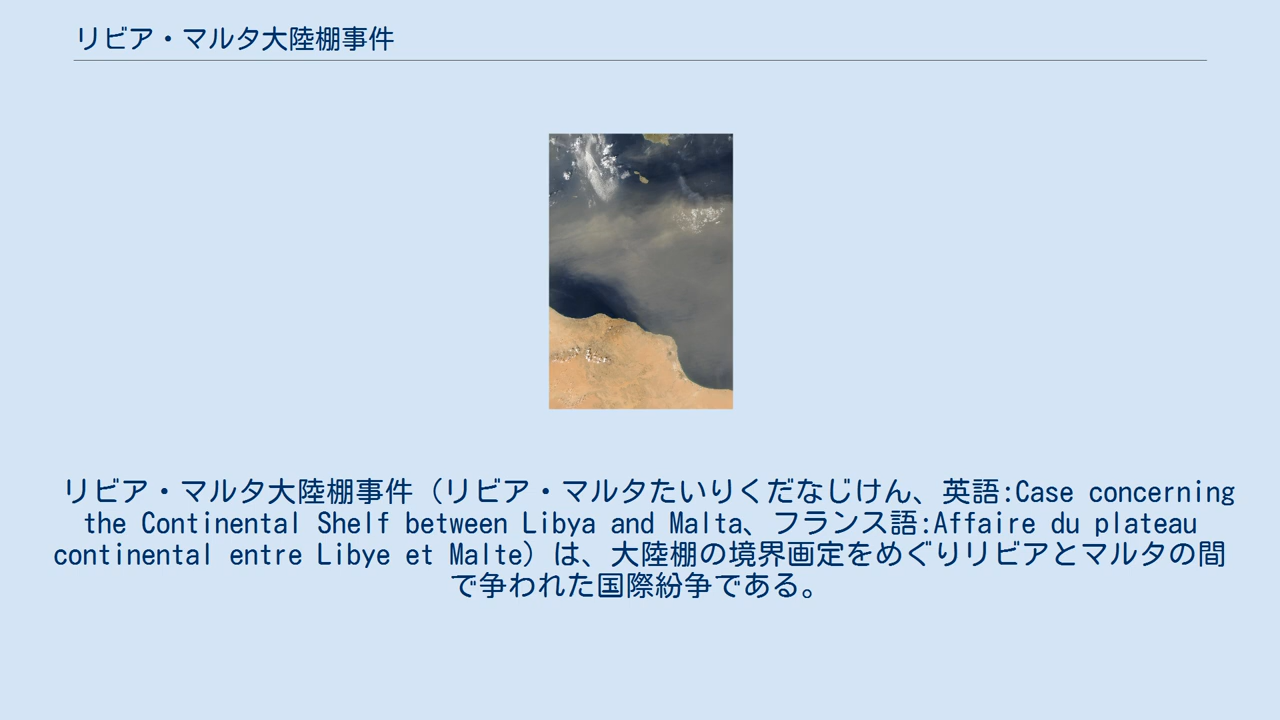 リビア・マルタ大陸棚事件
リビア・マルタ大陸棚事件（リビア・マルタたいりくだなじけん、英語:Case concerning
the Continental Shelf between Libya and Malta、フランス語:Affaire du plateau
continental entre Libye et Malte）は、大陸棚の境界画定をめぐりリビアとマルタの間
で争われた国際紛争である。